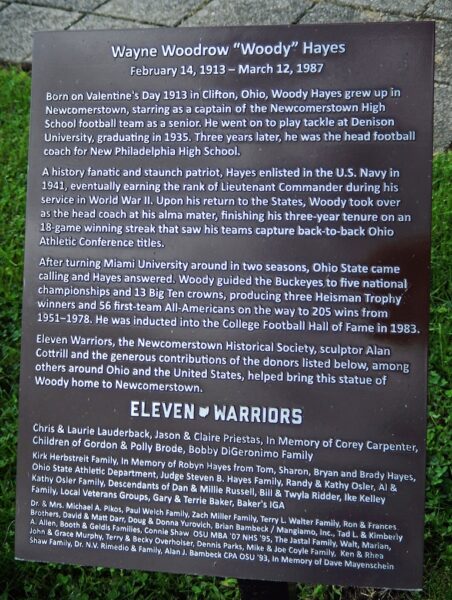 Wayne Woodrow "Woody" Hayes
February 14, 1913 – March 12, 1987
Born on Valentine's Day 1913 in Clifton, Ohio, Woody Hayes grew up in
Newcomerstown, starring as a captain of the Newcomerstown High
School football team as a senior. He went on to play tackle at Denison
University, graduating in 1935. Three years later, he was the head football
coach for New Philadelphia High School.
A history fanatic and staunch patriot, Hayes enlisted in the U.S. Navy in
1941, eventually earning the rank of Lieutenant Commander during his
service in World War II. Upon his return to the States, Woody took over
as the head coach at his alma mater, finishing his three-year tenure on an
18-game winning streak that saw his teams capture back-to-back Ohio
Athletic Conference titles.
After turning Miami University around in two seasons, Ohio State came
calling and Hayes answered. Woody guided the Buckeyes to five national
championships and 13 Big Ten crowns, producing three Heisman Trophy
winners and 56 first-team All-Americans on the way to 205 wins from
1951–1978. He was inducted into the College Football Hall of Fame in 1983.
Eleven Warriors, the Newcomerstown Historical Society, sculptor Alan
Cottrill and the generous contributions of the donors listed below, among
others around Ohio and the United States, helped bring this statue of
Woody home to Newcomerstown.
ELEVEN WARRIORS
Chris & Laurie Lauderback, Jason & Claire Priestas, In Memory of Corey Carpenter,
Children of Gordon & Polly Brode, Bobby DiGeronimo Family
Kirk Herbstreit Family, In Memory of Robyn Hayes from Tom, Sharon, Bryan and Brady Hayes,
Ohio State Athletic Department, Judge Steven B. Hayes Family, Randy & Kathy Osler, Al &
Kathy Osler Family, Descendants of Dan & Millie Russell, Bill & Twyla Ridder, Ike Kelley
Family, Local Veterans Groups, Gary & Terrie Baker, Baker's IGA
Dr. & Mrs. Michael A. Pikos, Paul Welch Family, Zach Miller Family, Terry L. Walter Family, Ron & Frances
Brothers, David & Matt Darr, Doug & Donna Yurovich, Brian Bambeck / Mangiamo, Inc., Tad L. & Kimberly
A. Allen, Booth & Geldis Families, Connie Shaw OSU MBA '07 NHS '95, The Jastal Family, Walt, Marian,
John & Grace Murphy, Terry & Becky Overhoiser, Dennis Parks, Mike & Joe Coyle Family, Ken & Rhea
Shaw Family, Dr. N.V. Rimedio & Family, Alan J. Bambeck CPA OSU '93, In Memory of Dave Mayenschein